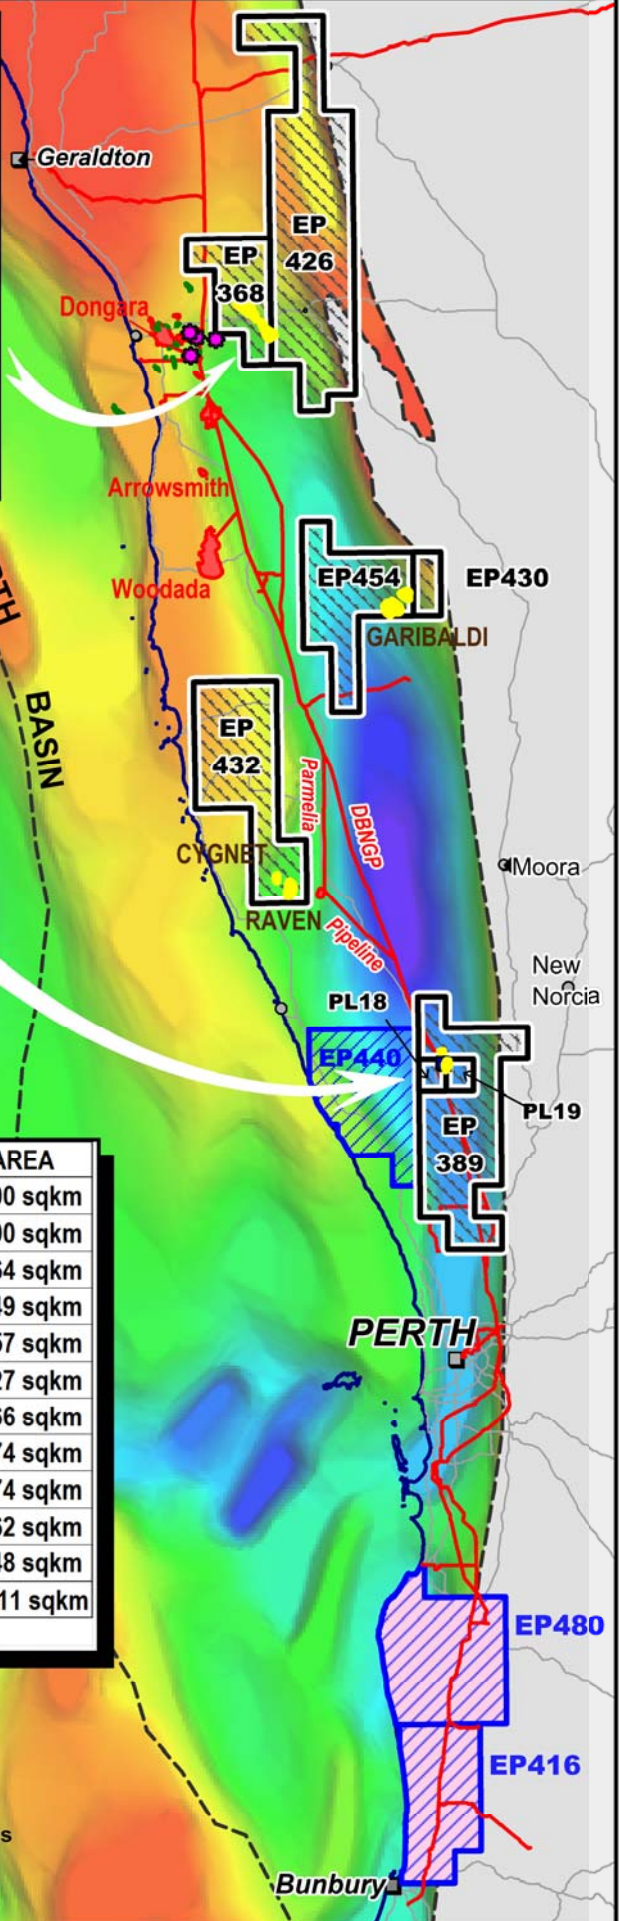 Geraldton
EP
426
EP
368
Dongara
Arrowsmith
Woodada
EP454
EP430
GARIBALDI
BASIN
EP
432
Parmelia
DBNGP
CYGNET
RAVEN
Pipeline
Moora
New
Norcia
PL18
EP440
PL19
EP
389
AREA
sqkm
sqkm
sqkm
sqkm
sqkm
sqkm
sqkm
sqkm
sqkm
sqkm
sqkm
sqkm
PERTH
EP480
EP416
Bunbury